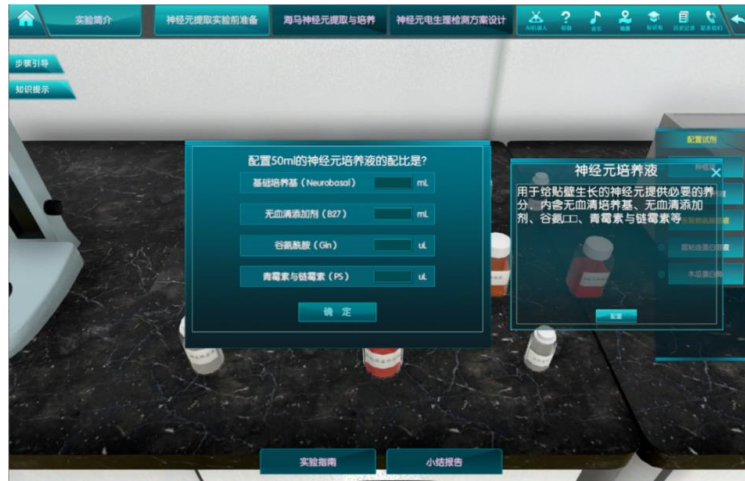 实验简介
神经元提取实验前准备
海马神经元提取与培养
神经元电生理检测方案设计
步骤引导
知识提示
配置试剂
配置50ml的神经元培养液的配比是?
基础培养基(Neurobasal) mL
无血清添加剂(B27) mL
谷氨酰胺(Gln) uL
青霉素与链霉素(PS) uL
确 定
神经元培养液
用于给贴壁生长的神经元提供必要的养
分、内含无血清培养基、无血清添加
剂、谷氨□□、青霉素与链霉素等
配置
木瓜蛋白酶
实验指南
小结报告